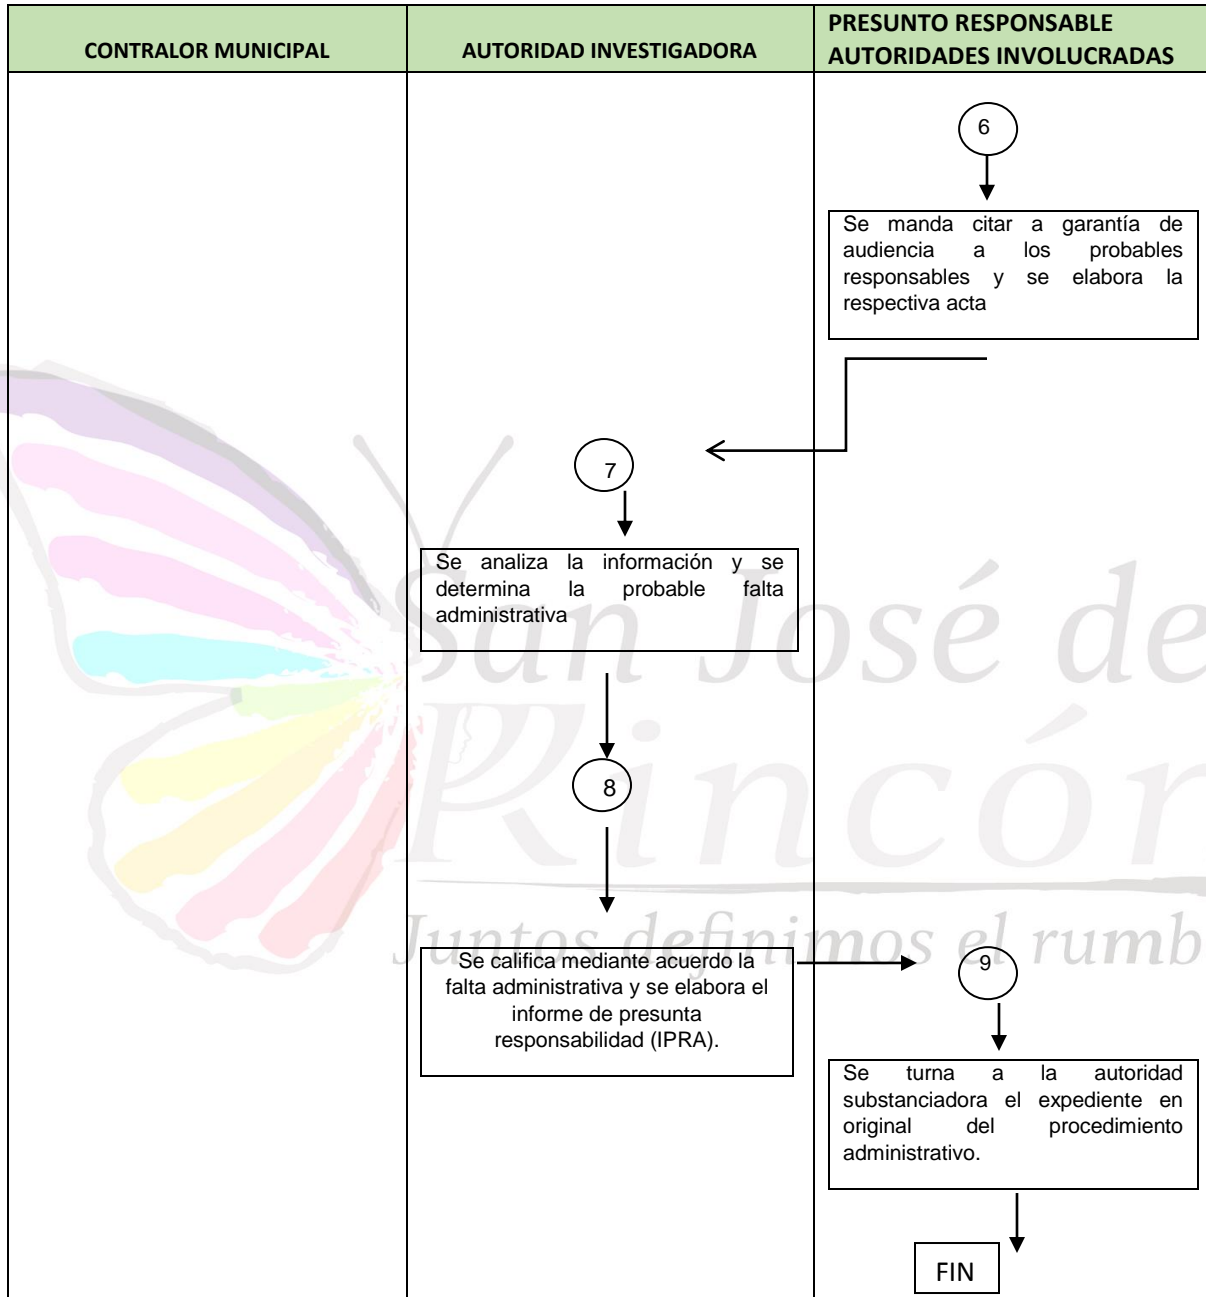 CONTRALOR MUNICIPAL
AUTORIDAD INVESTIGADORA
PRESUNTO RESPONSABLE
AUTORIDADES INVOLUCRADAS
6
Se manda citar a garantía de
audiencia a los probables
responsables y se elabora la
respectiva acta
7
Se analiza la información y se
determina la probable falta
administrativa
San José de
Rincón
8
Juntos definimos el rumb
Se califica mediante acuerdo la
falta administrativa y se elabora el
informe de presunta
responsabilidad (IPRA).
9
Se turna a la autoridad
substanciadora el expediente en
original del procedimiento
administrativo.
FIN